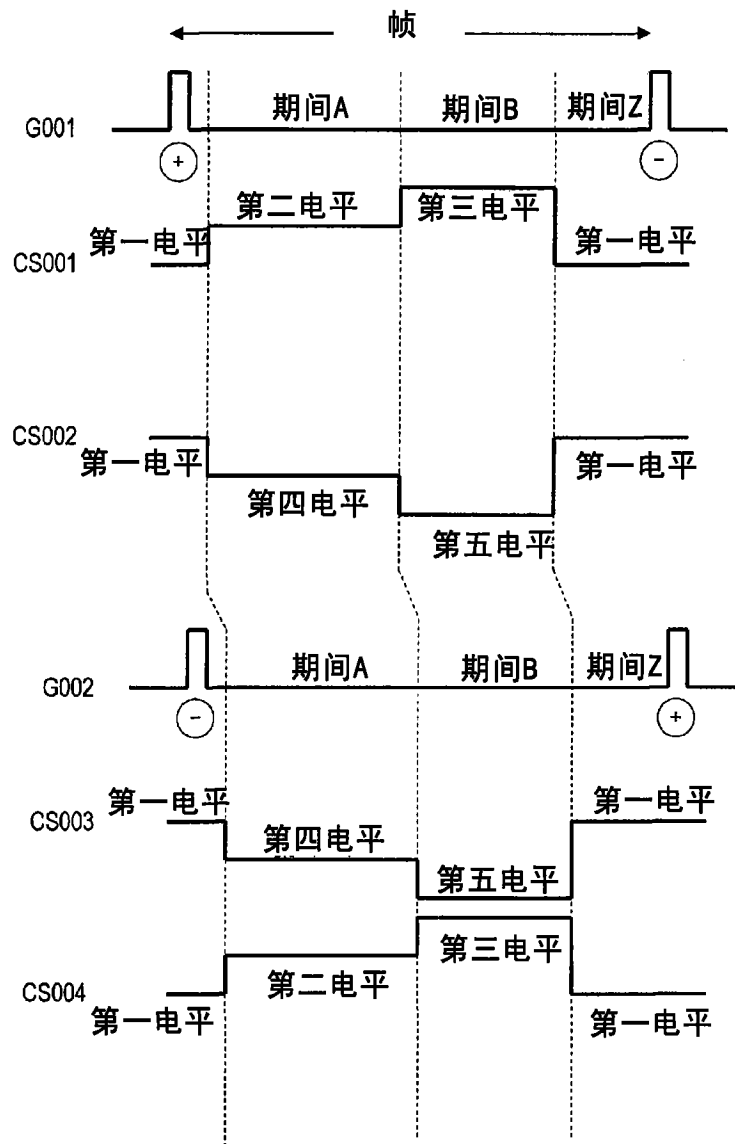 帧
G001 期间A 期间B 期间Z
+ -
第二电平 第三电平
第一电平 第一电平
CS001
CS002
第一电平 第一电平
第四电平
第五电平
期间A 期间B 期间Z
G002
- +
第一电平 第一电平
CS003
第四电平
第五电平
第三电平
第二电平
CS004
第一电平 第一电平